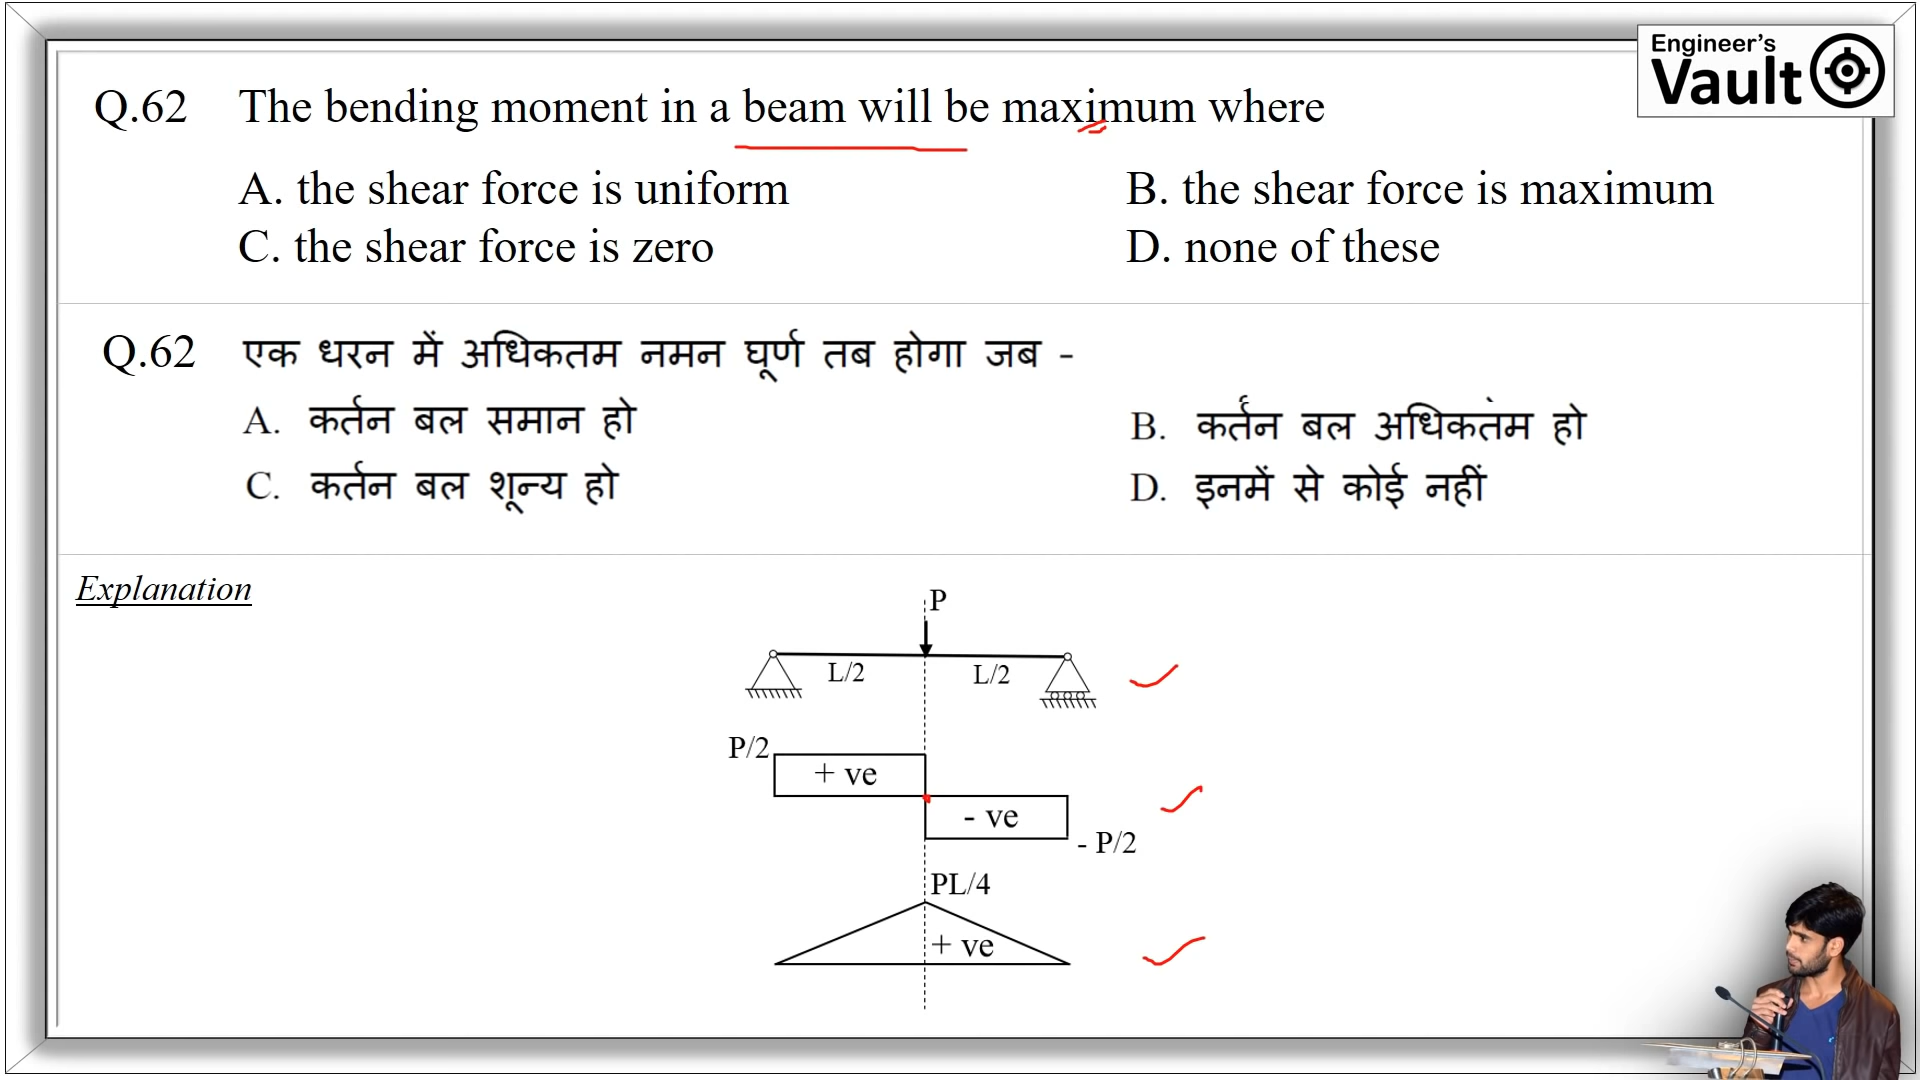 Engineer's
Vault
Q.62 The bending moment in a beam will be maximum where
A. the shear force is uniform B. the shear force is maximum
C. the shear force is zero D. none of these
Q.62 एक धरन में अधिकतम नमन घूर्ण तब होगा जब -
A. कर्तन बल समान हो B. कर्तन बल अधिकतम हो
C. कर्तन बल शून्य हो D. इनमें से कोई नहीं
Explanation
P
L/2 L/2
P/2
+ ve
- ve
- P/2
PL/4
+ ve